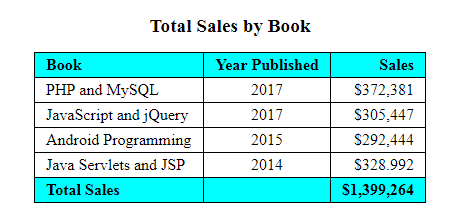 Total Sales by Book
Book Year Published Sales
PHP and MySQL 2017 $372,381
JavaScript and jQuery 2017 $305,447
Android Programming 2015 $292,444
Java Servlets and JSP 2014 $328.992
Total Sales $1,399,264